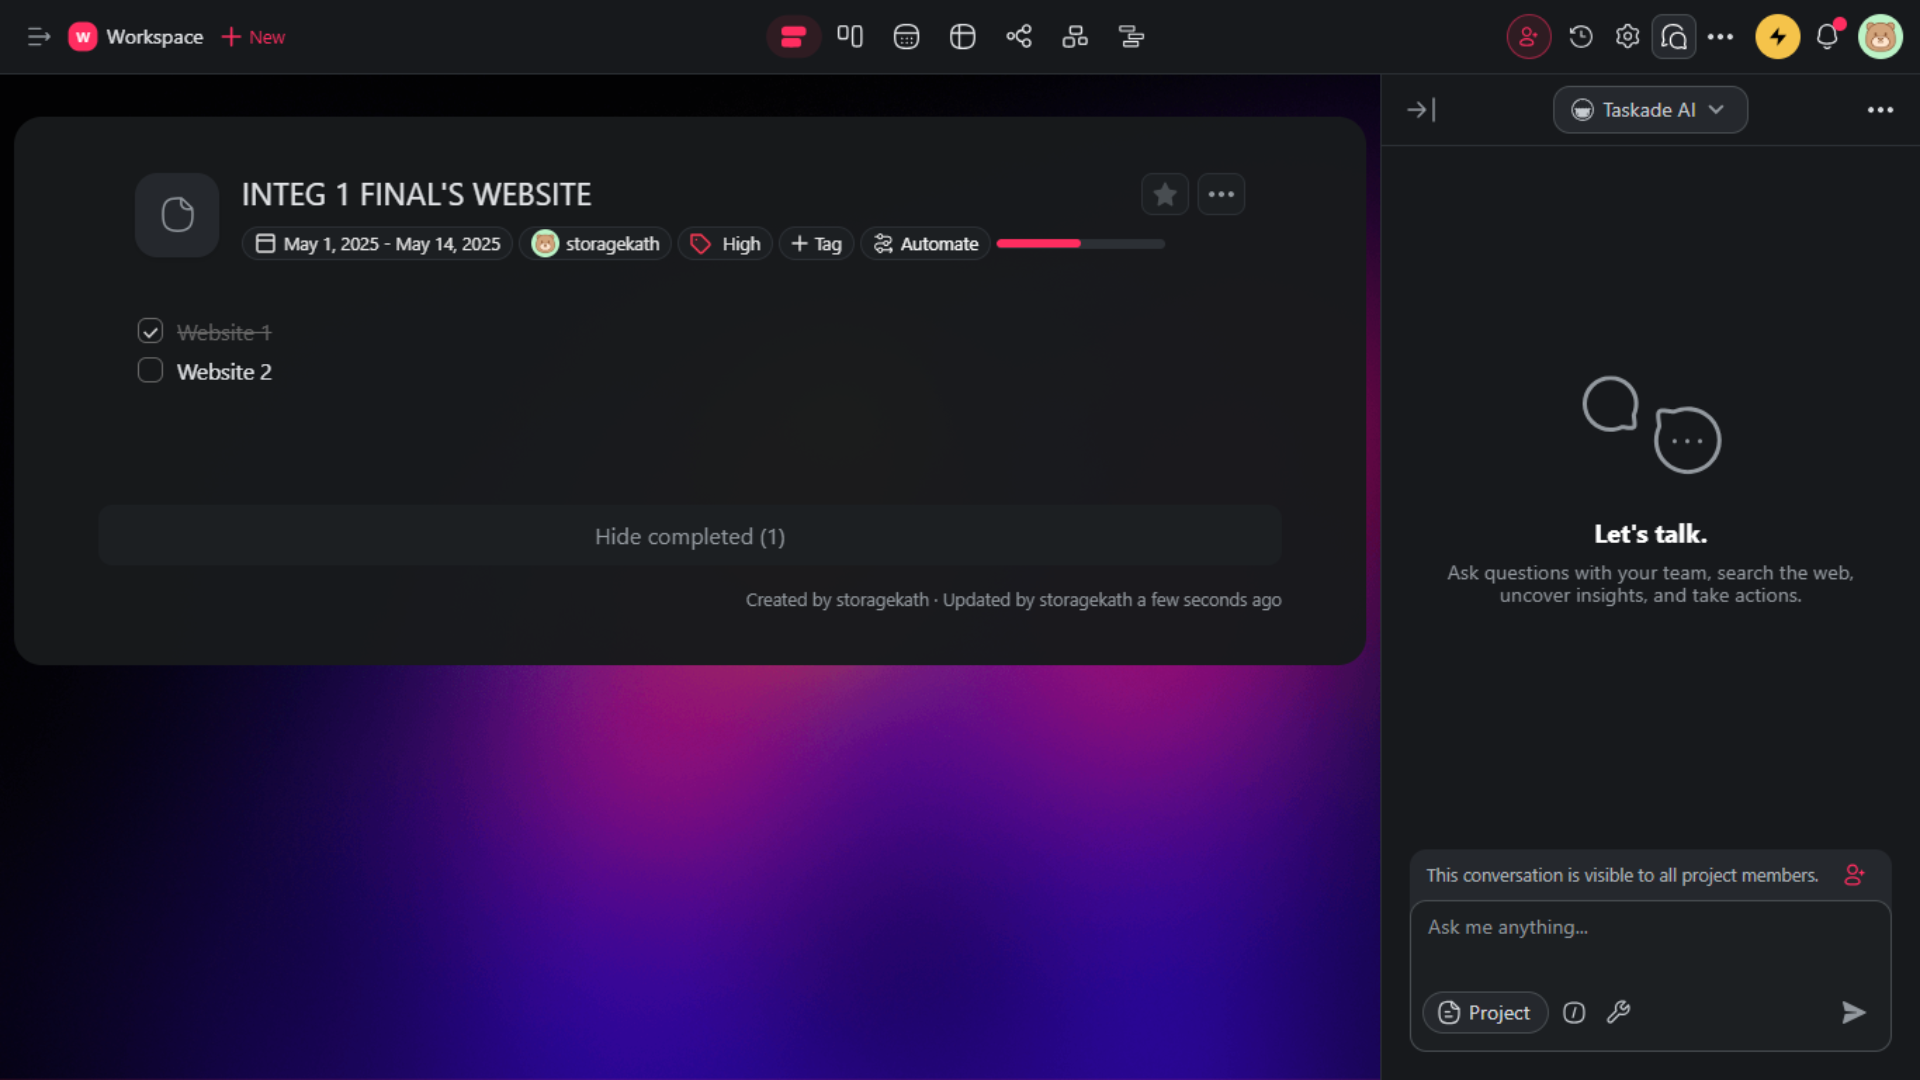 W Workspace + New
Taskade AI
INTEG 1 FINAL'S WEBSITE
May 1, 2025 - May 14, 2025 storagekath High + Tag Automate
Website 1
Website 2
Hide completed (1)
Created by storagekath · Updated by storagekath a few seconds ago
Let's talk.
Ask questions with your team, search the web,
uncover insights, and take actions.
This conversation is visible to all project members.
Ask me anything...
Project